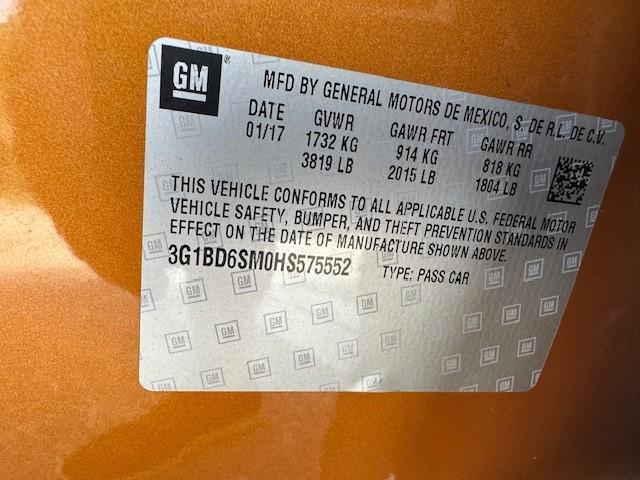 GM
MFD BY GENERAL MOTORS DE MEXICO, S. DE R.L. DE C.V.
DATE GVWR GAWR FRT GAWR RR
01/17 1732 KG 914 KG 818 KG
3819 LB 2015 LB 1804 LB
THIS VEHICLE CONFORMS TO ALL APPLICABLE U.S. FEDERAL MOTOR
VEHICLE SAFETY, BUMPER, AND THEFT PREVENTION STANDARDS IN
EFFECT ON THE DATE OF MANUFACTURE SHOWN ABOVE.
3G1BD6SM0HS575552 TYPE: PASS CAR